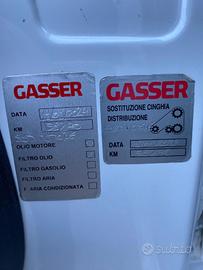 GASSER
DATA
KM
OLIO MOTORE
FILTRO OLIO
FILTRO GASOLIO
FILTRO ARIA
F. ARIA CONDIZIONATA
GASSER
SOSTITUZIONE CINGHIA
DISTRIBUZIONE
DATA
KM
Subito